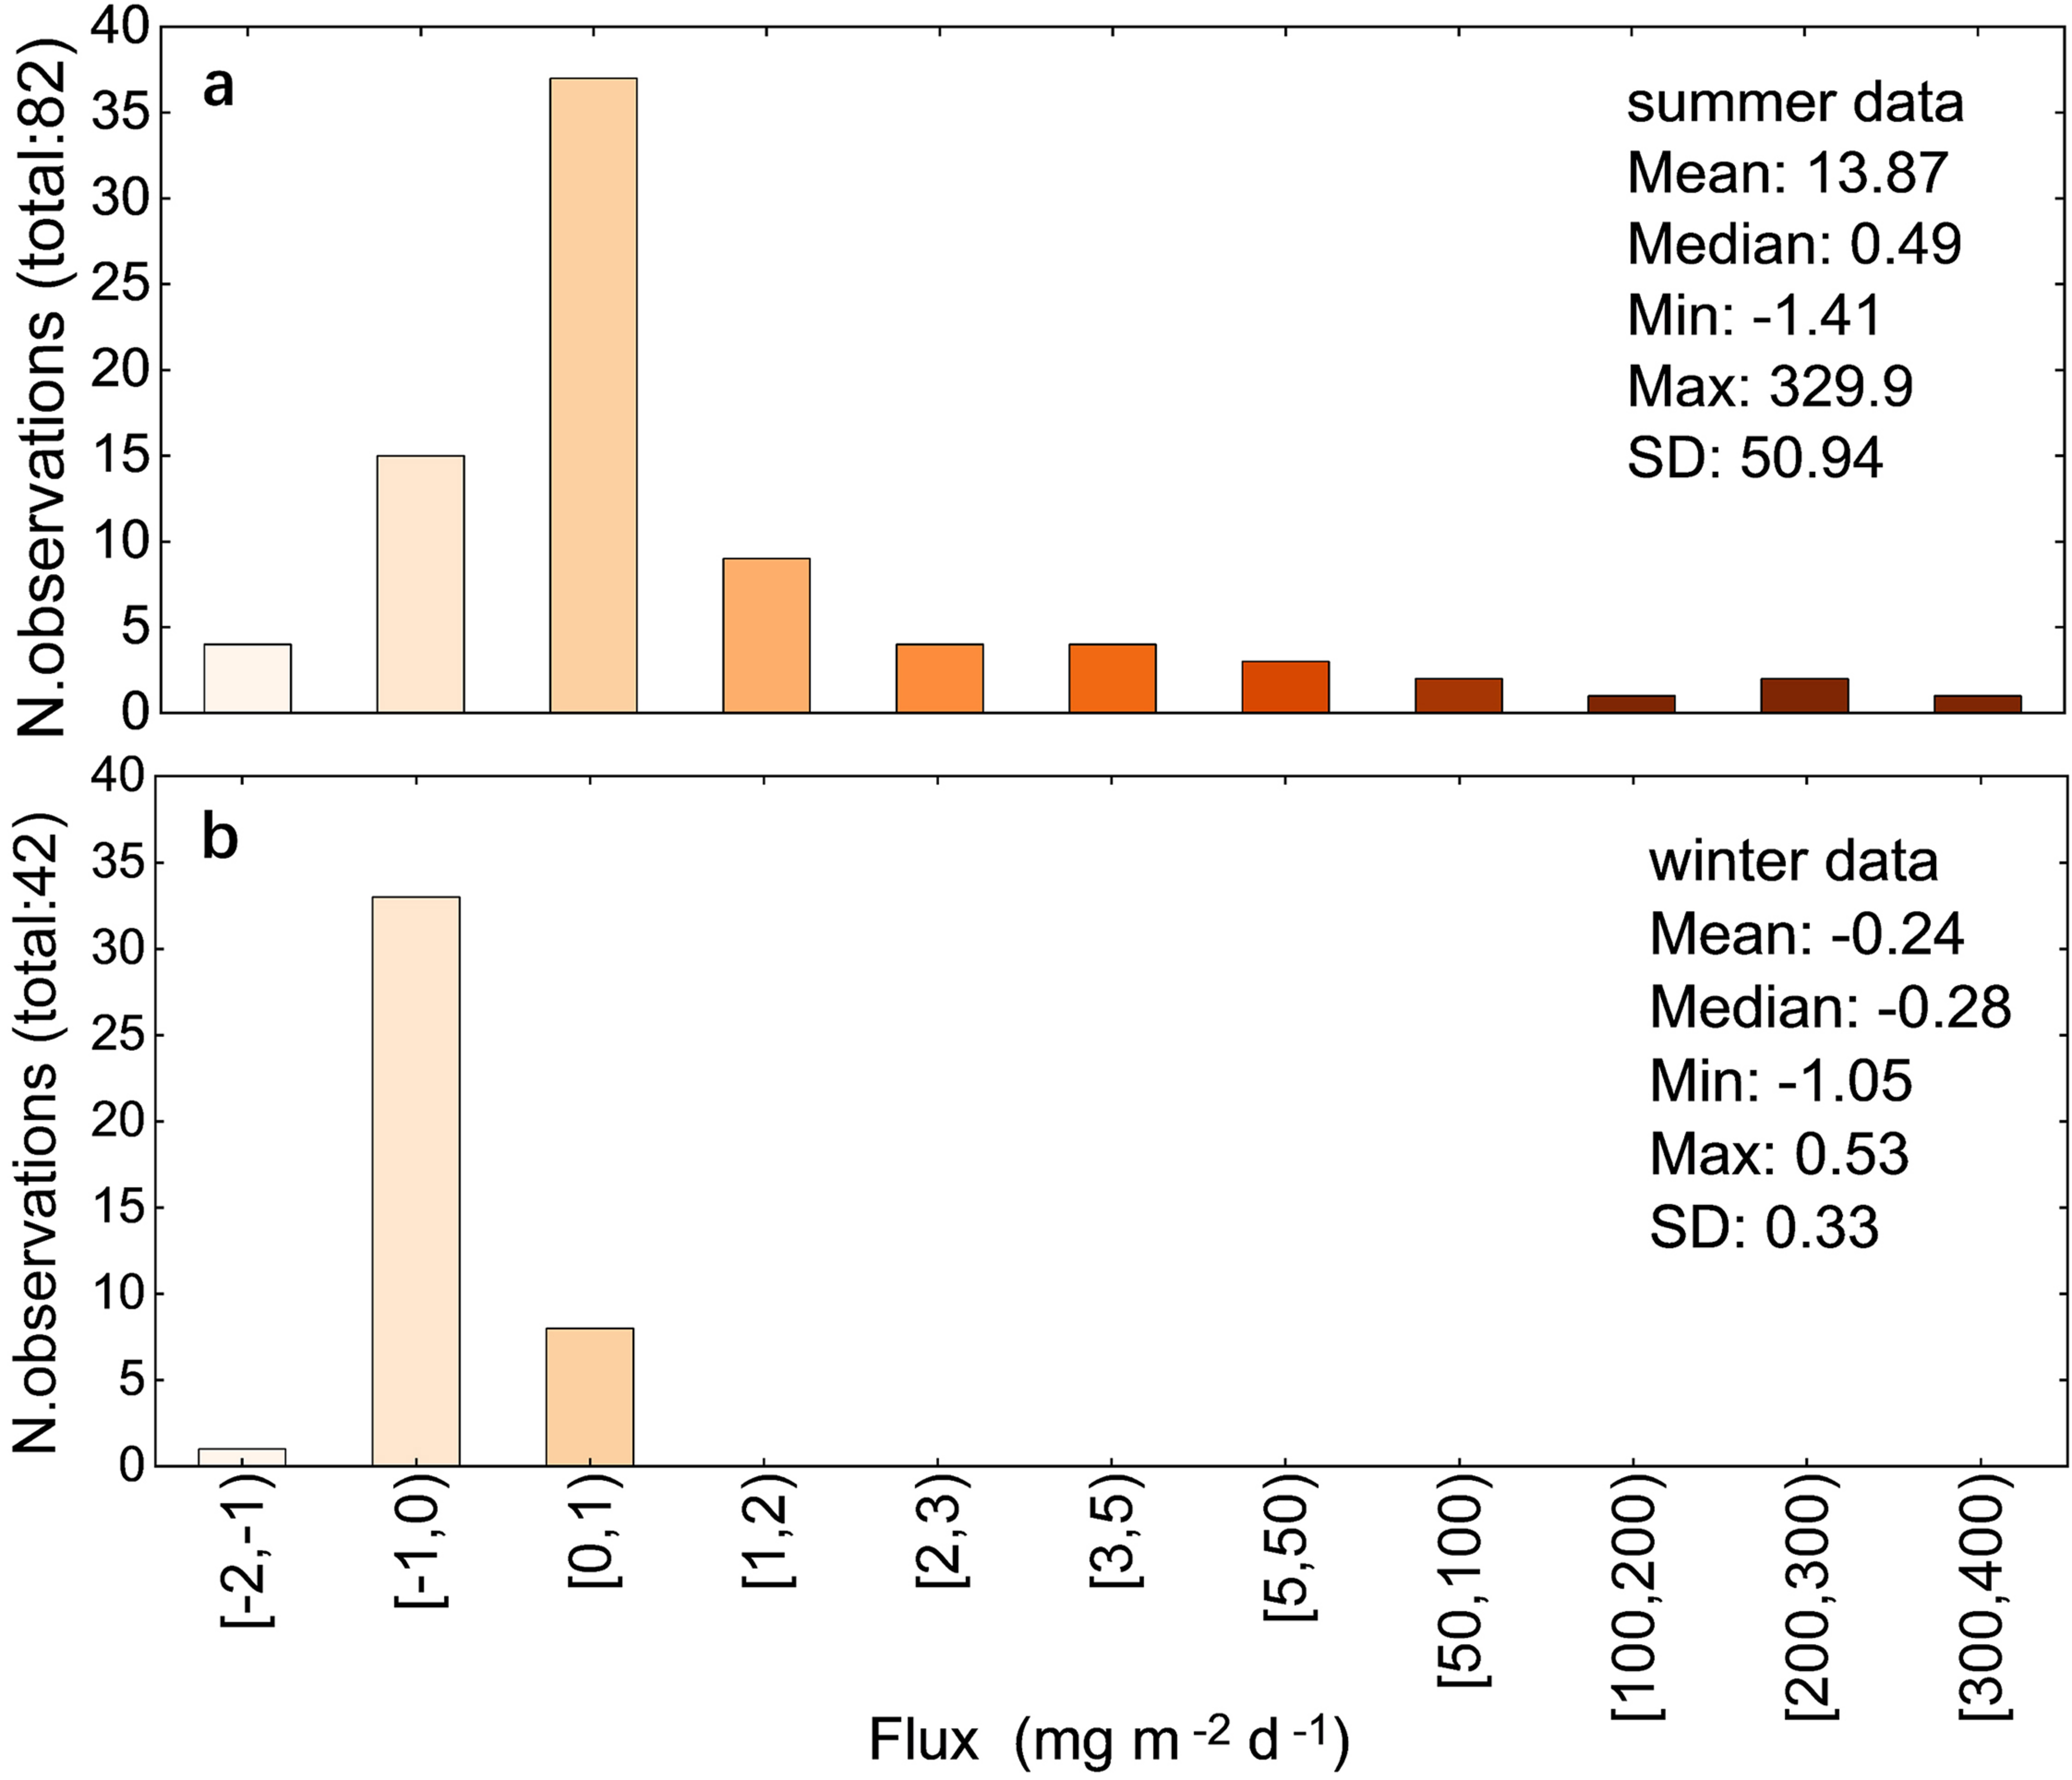 N.observations (total:82)
40
35
30
25
20
15
10
5
0
a
summer data
Mean: 13.87
Median: 0.49
Min: -1.41
Max: 329.9
SD: 50.94
N.observations (total:42)
40
35
30
25
20
15
10
5
0
b
winter data
Mean: -0.24
Median: -0.28
Min: -1.05
Max: 0.53
SD: 0.33
[-2,-1)
[-1,0)
[0,1)
[1,2)
[2,3)
[3,5)
[5,50)
[50,100)
[100,200)
[200,300)
[300,400)
Flux (mg m -2 d -1)